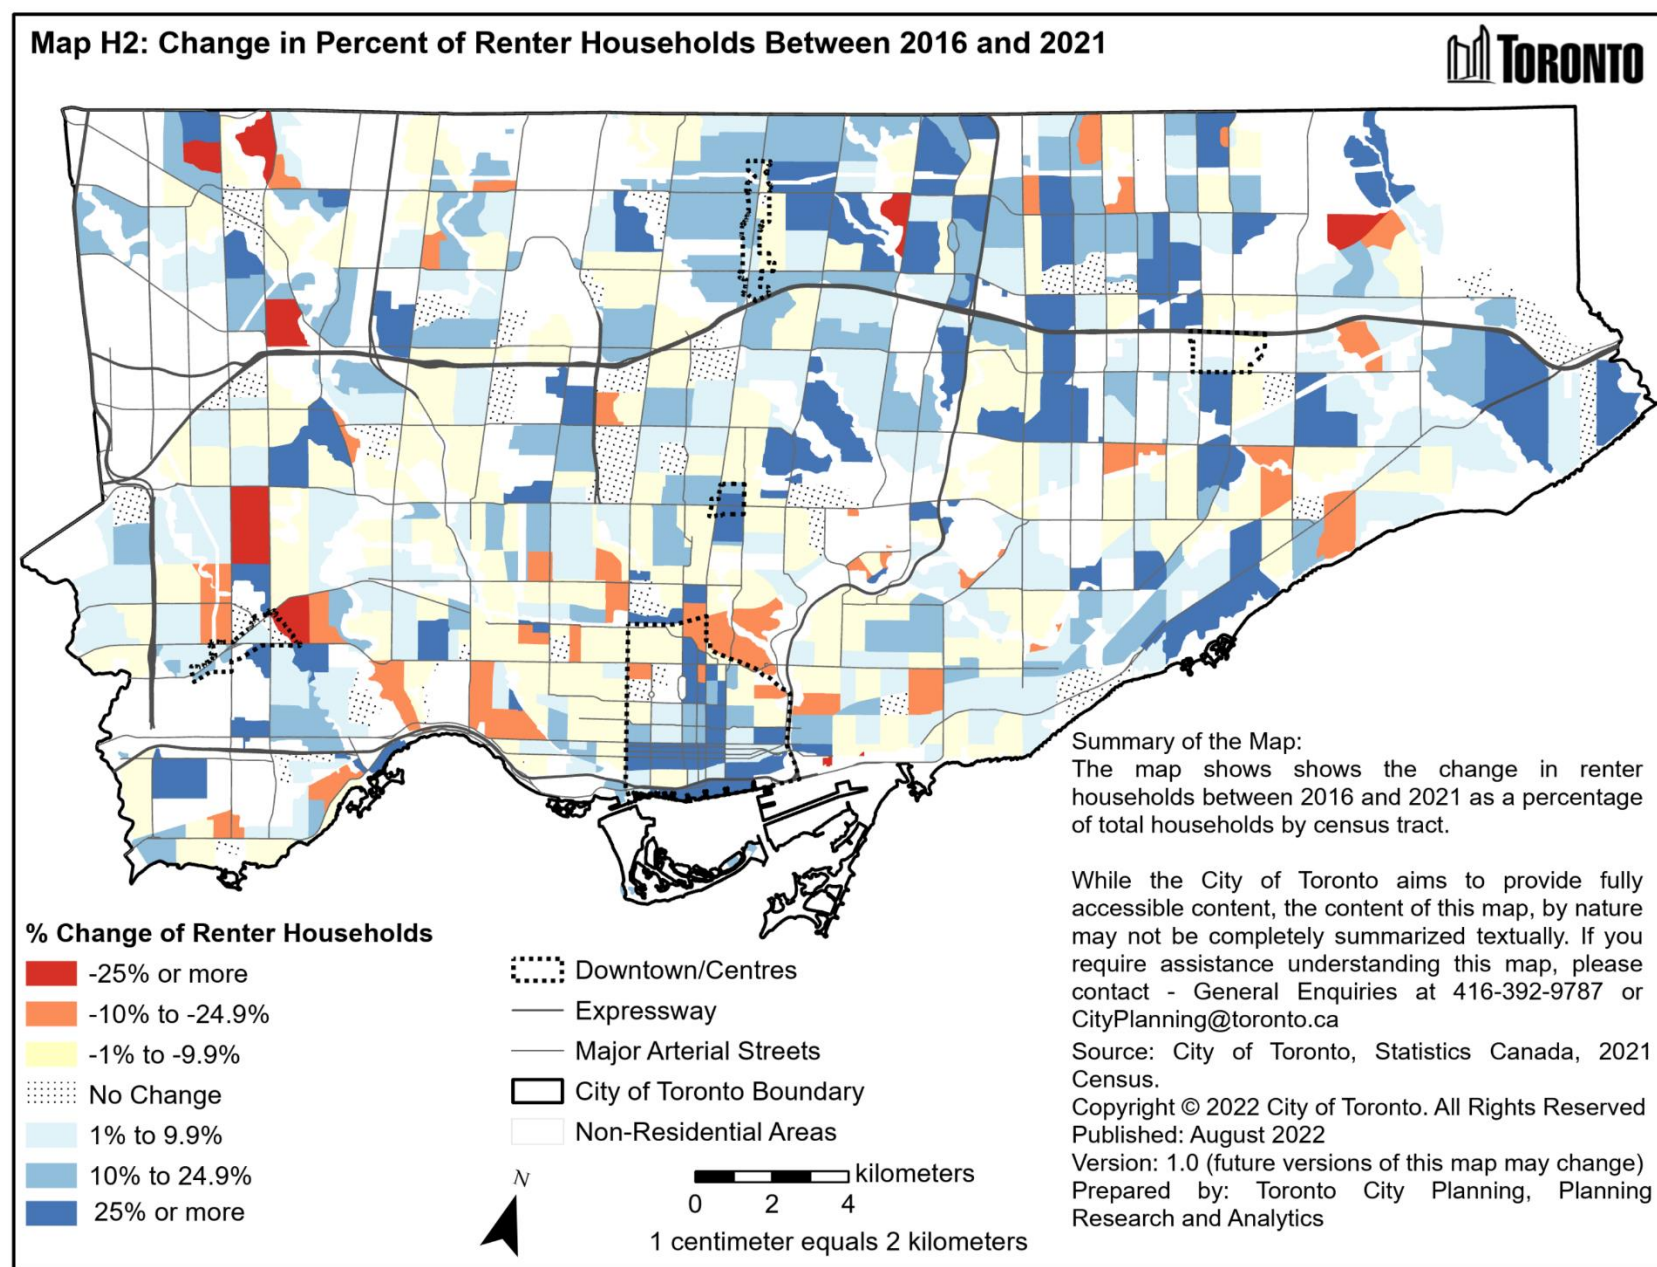 Map H2: Change in Percent of Renter Households Between 2016 and 2021
TORONTO
Summary of the Map:
The map shows shows the change in renter
households between 2016 and 2021 as a percentage
of total households by census tract.
While the City of Toronto aims to provide fully
accessible content, the content of this map, by nature
may not be completely summarized textually. If you
require assistance understanding this map, please
contact - General Enquiries at 416-392-9787 or
CityPlanning@toronto.ca
Source: City of Toronto, Statistics Canada, 2021
Census.
Copyright © 2022 City of Toronto. All Rights Reserved
Published: August 2022
Version: 1.0 (future versions of this map may change)
Prepared by: Toronto City Planning, Planning
Research and Analytics
% Change of Renter Households
-25% or more
-10% to -24.9%
-1% to -9.9%
No Change
1% to 9.9%
10% to 24.9%
25% or more
Downtown/Centres
Expressway
Major Arterial Streets
City of Toronto Boundary
Non-Residential Areas
N
kilometers
0 2 4
1 centimeter equals 2 kilometers